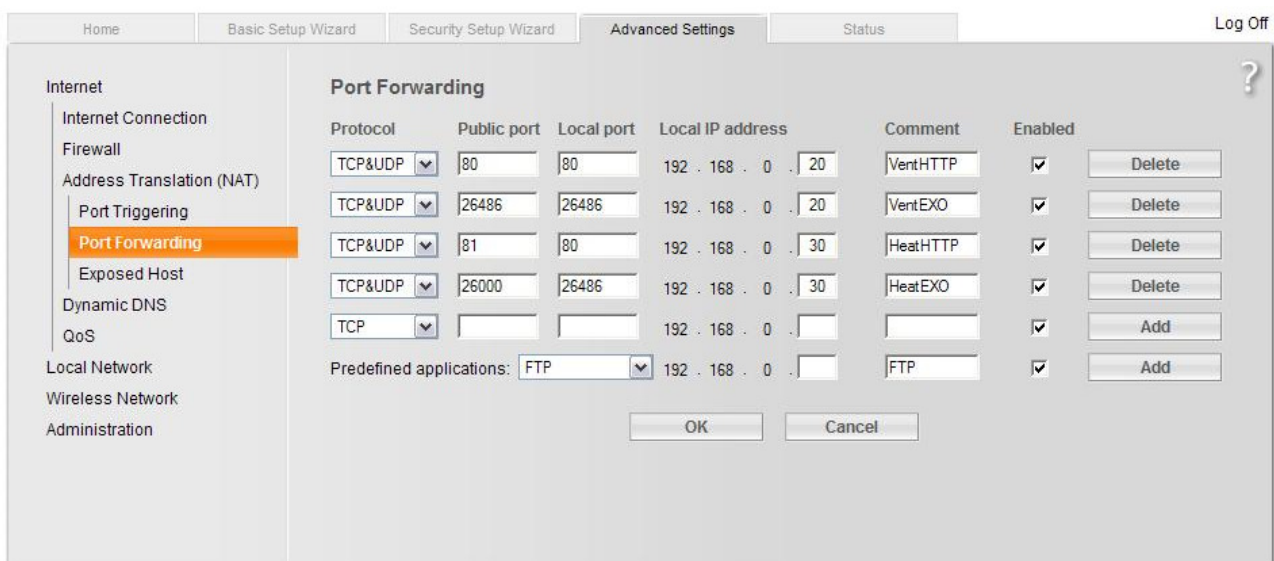 Home Basic Setup Wizard Security Setup Wizard Advanced Settings Status Log Off
Internet
Internet Connection
Firewall
Address Translation (NAT)
Port Triggering
Port Forwarding
Exposed Host
Dynamic DNS
QoS
Local Network
Wireless Network
Administration
Port Forwarding ?
Protocol Public port Local port Local IP address Comment Enabled
TCP&UDP 80 80 192 . 168 . 0 . 20 VentHTTP Delete
TCP&UDP 26486 26486 192 . 168 . 0 . 20 VentEXO Delete
TCP&UDP 81 80 192 . 168 . 0 . 30 HeatHTTP Delete
TCP&UDP 26000 26486 192 . 168 . 0 . 30 HeatEXO Delete
TCP 192 . 168 . 0 . Add
Predefined applications: FTP 192 . 168 . 0 . FTP Add
OK Cancel